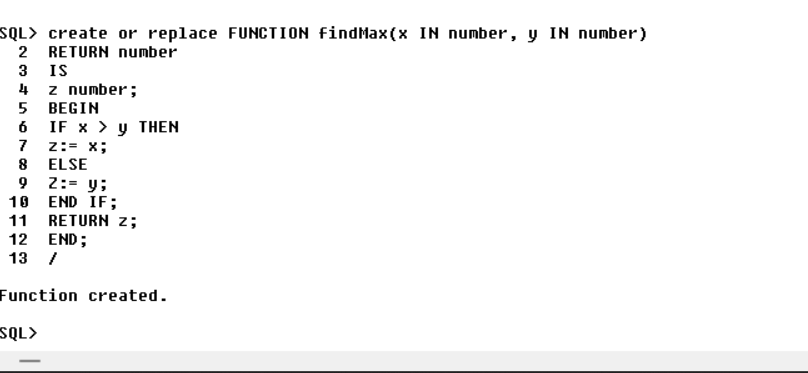 SQL> create or replace FUNCTION findMax(x IN number, y IN number)
2 RETURN number
3 IS
4 z number;
5 BEGIN
6 IF x > y THEN
7 z:= x;
8 ELSE
9 Z:= y;
10 END IF;
11 RETURN z;
12 END;
13 /
Function created.
SQL>